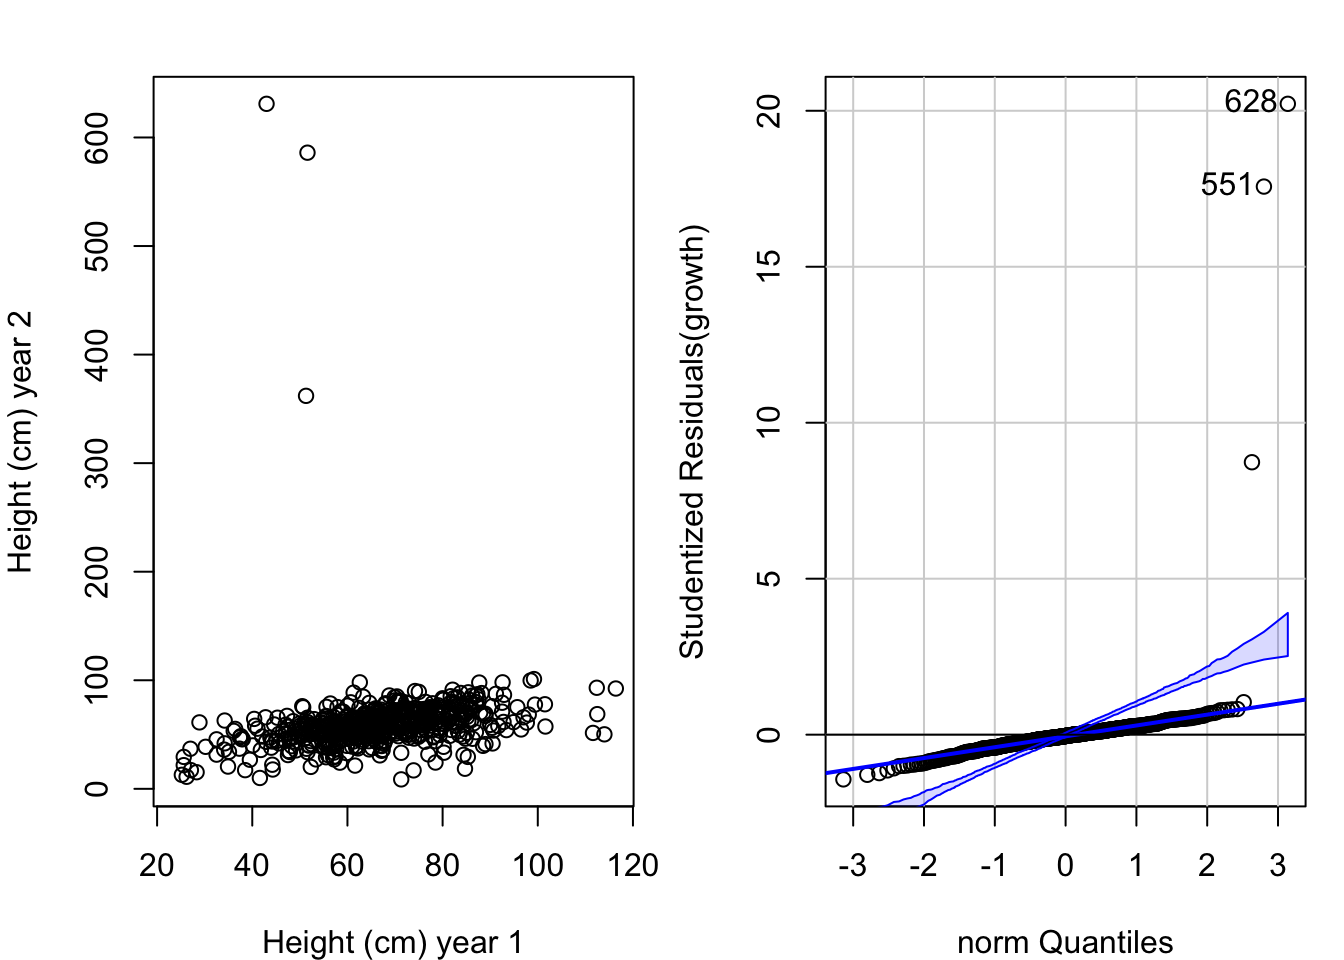 Height (cm) year 2
600
500
400
300
200
100
0
20 40 60 80 100 120
Height (cm) year 1
Studentized Residuals(growth)
20
15
10
5
0
628
551
-3 -2 -1 0 1 2 3
norm Quantiles